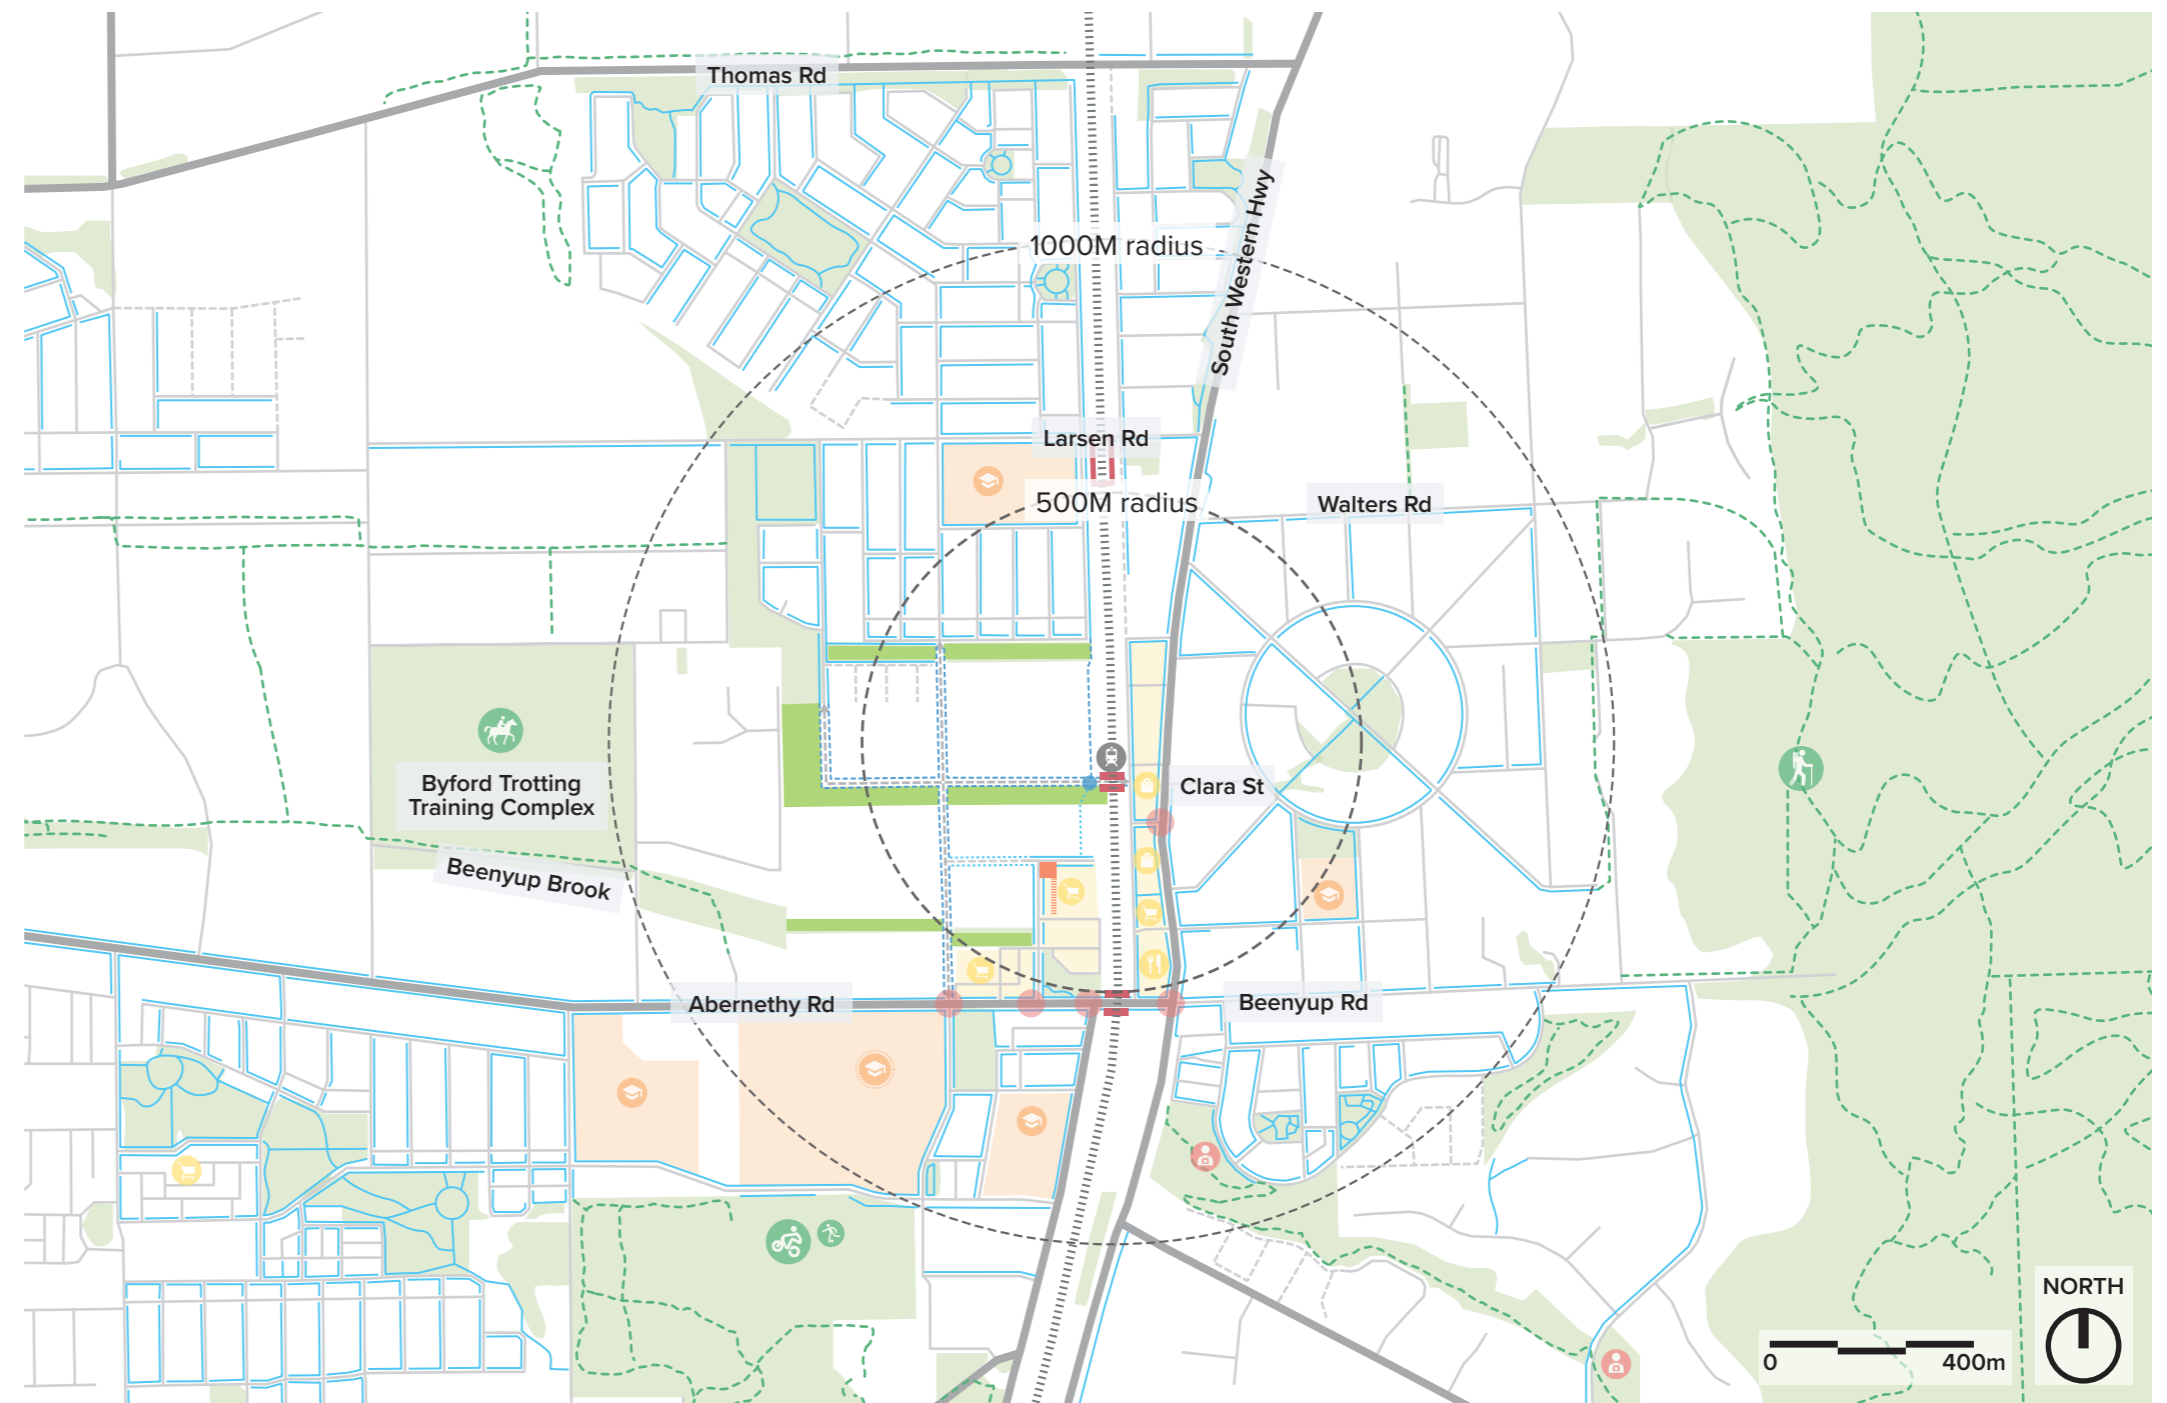 Thomas Rd
1000M radius
South Western Hwy
Larsen Rd
500M radius
Walters Rd
Byford Trotting
Training Complex
Clara St
Beenyup Brook
Abernethy Rd
Beenyup Rd
NORTH
0
400m